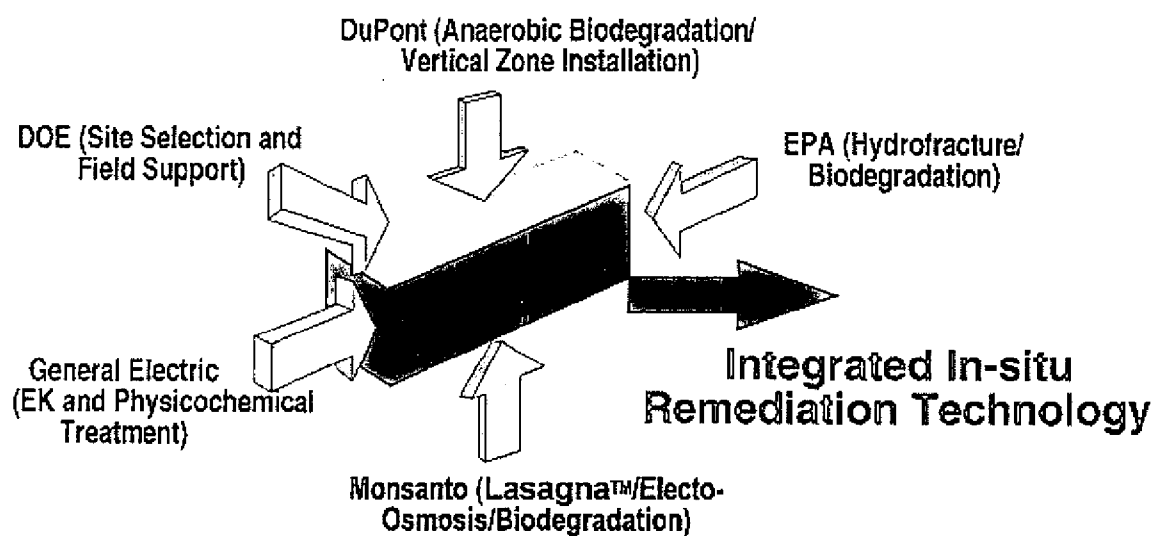 DuPont (Anaerobic Biodegradation/
Vertical Zone Installation)
DOE (Site Selection and
Field Support)
EPA (Hydrofracture/
Biodegradation)
General Electric
(EK and Physicochemical
Treatment)
Integrated In-situ
Remediation Technology
Monsanto (Lasagna™/Electo-
Osmosis/Biodegradation)